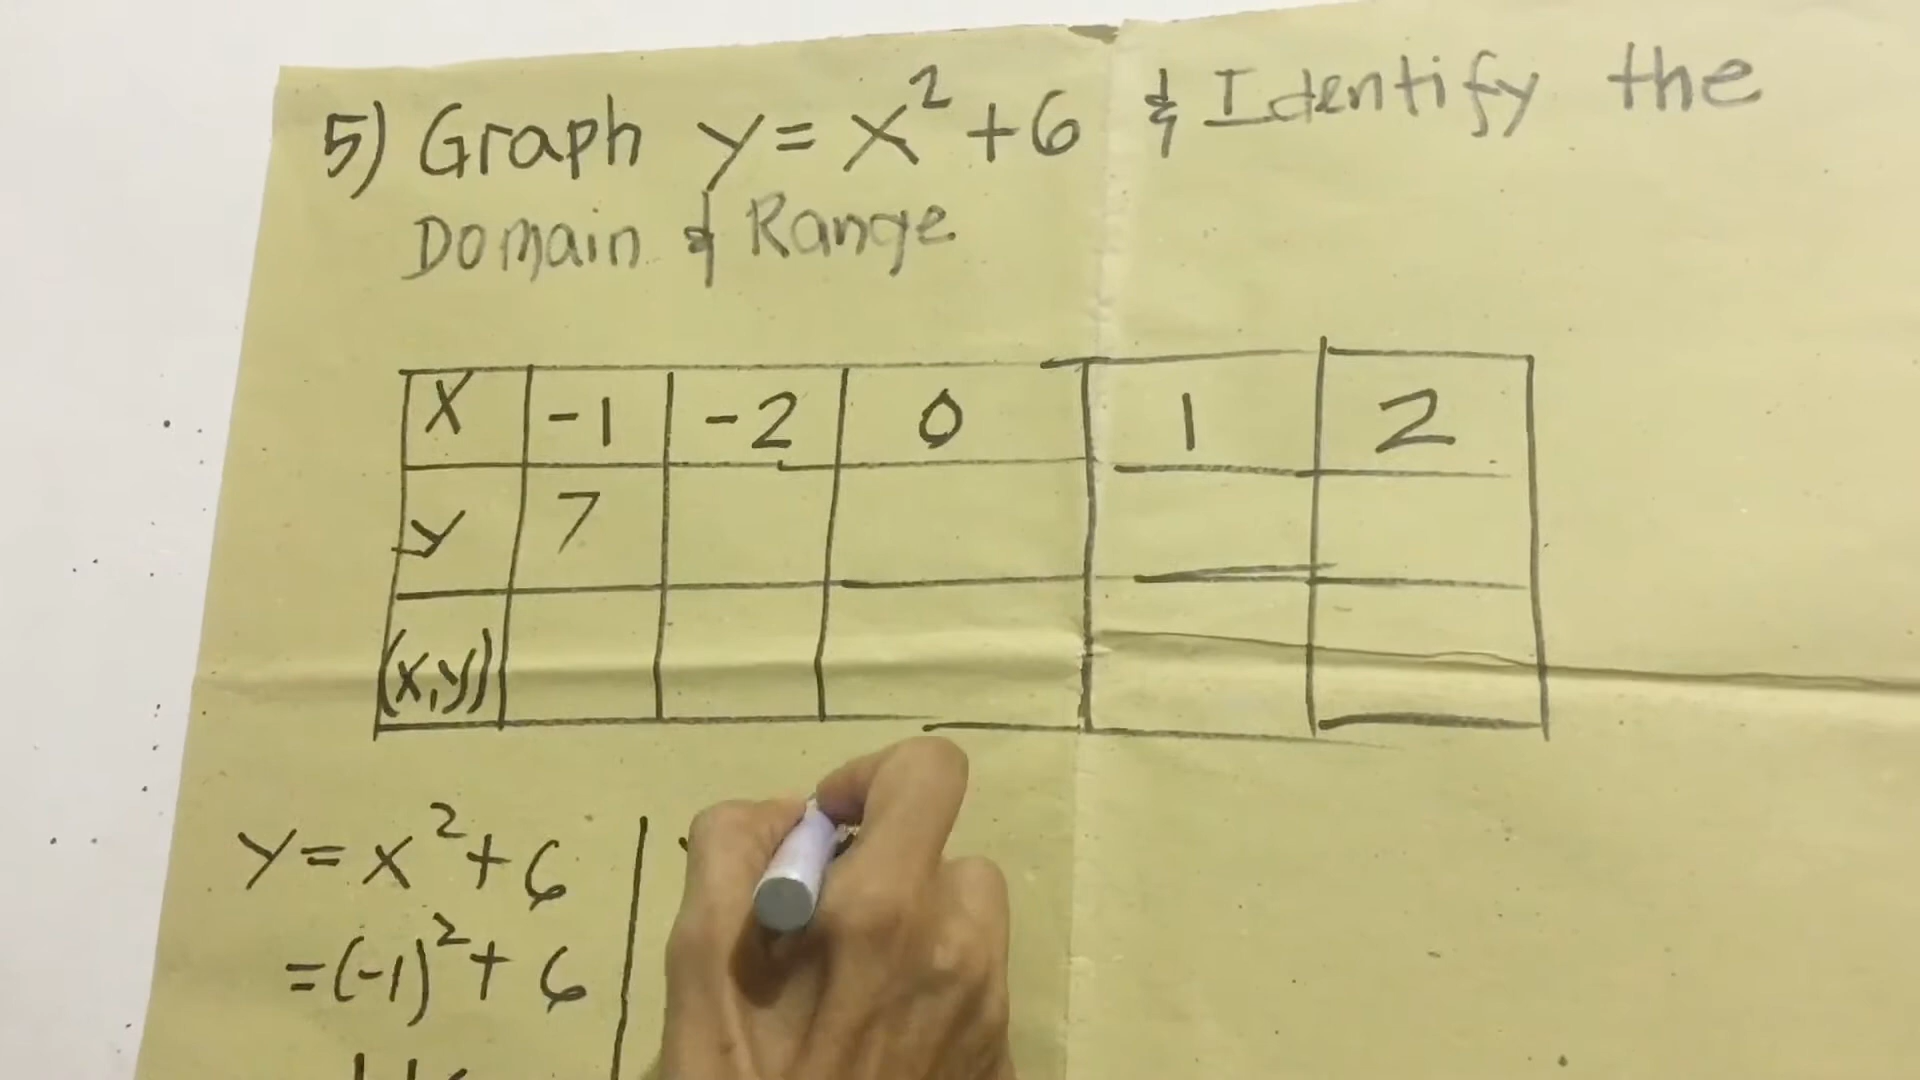 5) Graph y = x² + 6 & Identify the
Domain & Range
X -1 -2 0 1 2
y 7
(x,y)
y = x² + 6
= (-1)² + 6